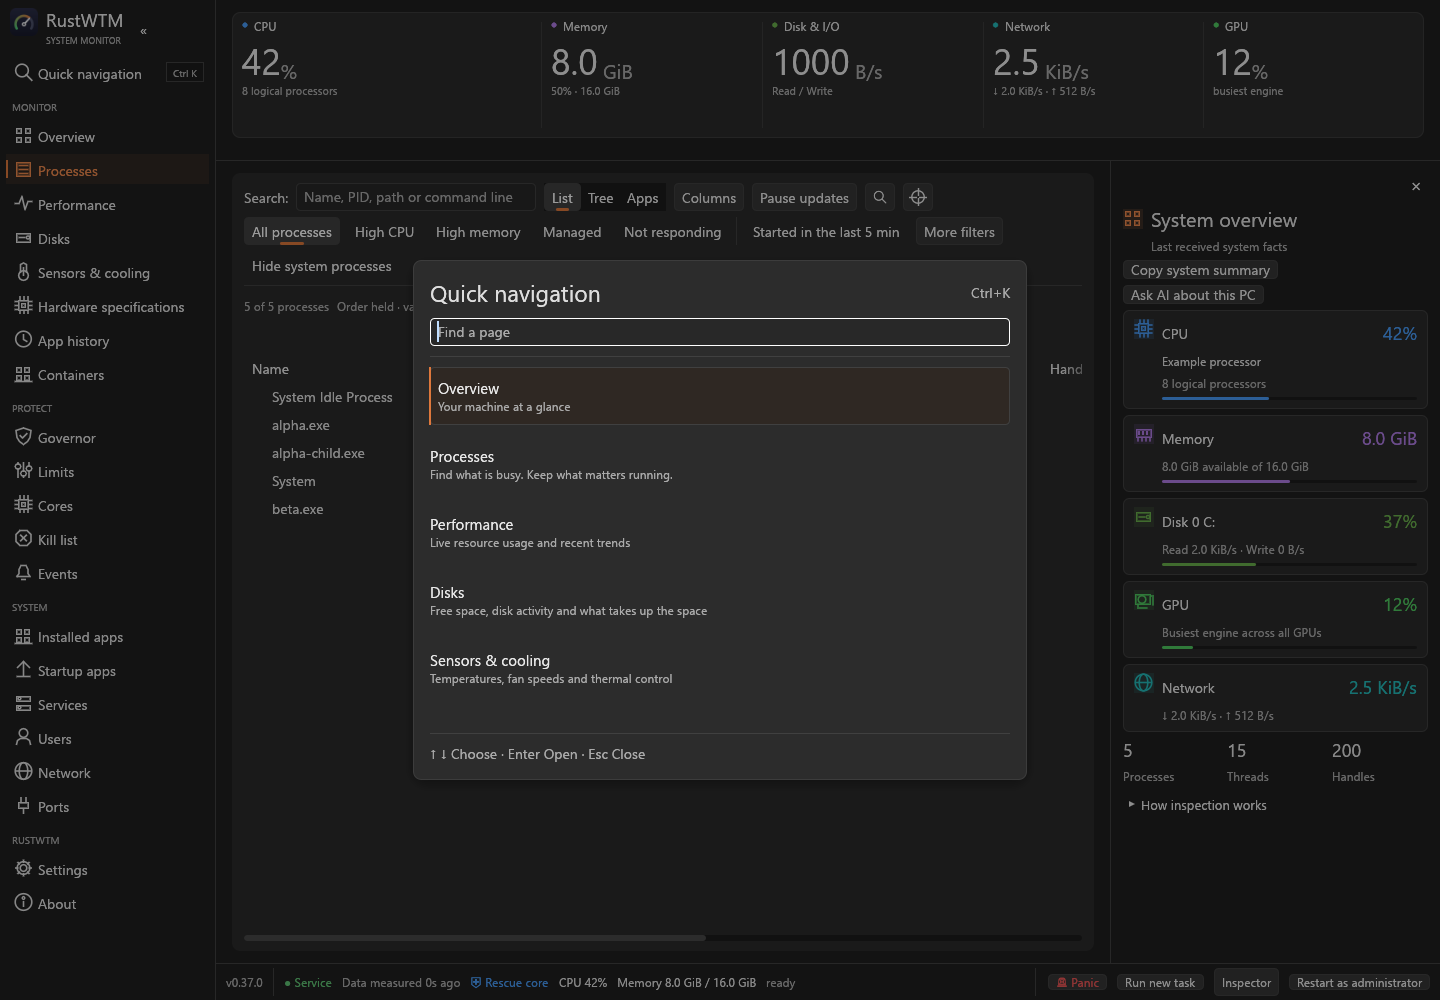 RustWTM
SYSTEM MONITOR
«
Quick navigation Ctrl K
MONITOR
Overview
Processes
Performance
Disks
Sensors & cooling
Hardware specifications
App history
Containers
PROTECT
Governor
Limits
Cores
Kill list
Events
SYSTEM
Installed apps
Startup apps
Services
Users
Network
Ports
RUSTWTM
Settings
About
CPU
42%
8 logical processors
Memory
8.0 GiB
50% · 16.0 GiB
Disk & I/O
1000 B/s
Read / Write
Network
2.5 KiB/s
↓ 2.0 KiB/s · ↑ 512 B/s
GPU
12%
busiest engine
Search: Name, PID, path or command line List Tree Apps Columns Pause updates
All processes High CPU High memory Managed Not responding Started in the last 5 min More filters
Hide system processes
5 of 5 processes Order held · va
Name Hand
System Idle Process
alpha.exe
alpha-child.exe
System
beta.exe
Quick navigation Ctrl+K
Find a page
Overview
Your machine at a glance
Processes
Find what is busy. Keep what matters running.
Performance
Live resource usage and recent trends
Disks
Free space, disk activity and what takes up the space
Sensors & cooling
Temperatures, fan speeds and thermal control
↑ ↓ Choose · Enter Open · Esc Close
×
System overview
Last received system facts
Copy system summary
Ask AI about this PC
CPU 42%
Example processor
8 logical processors
Memory 8.0 GiB
8.0 GiB available of 16.0 GiB
Disk 0 C: 37%
Read 2.0 KiB/s · Write 0 B/s
GPU 12%
Busiest engine across all GPUs
Network 2.5 KiB/s
↓ 2.0 KiB/s · ↑ 512 B/s
5 15 200
Processes Threads Handles
How inspection works
v0.37.0 Service Data measured 0s ago Rescue core CPU 42% Memory 8.0 GiB / 16.0 GiB ready Panic Run new task Inspector Restart as administrator